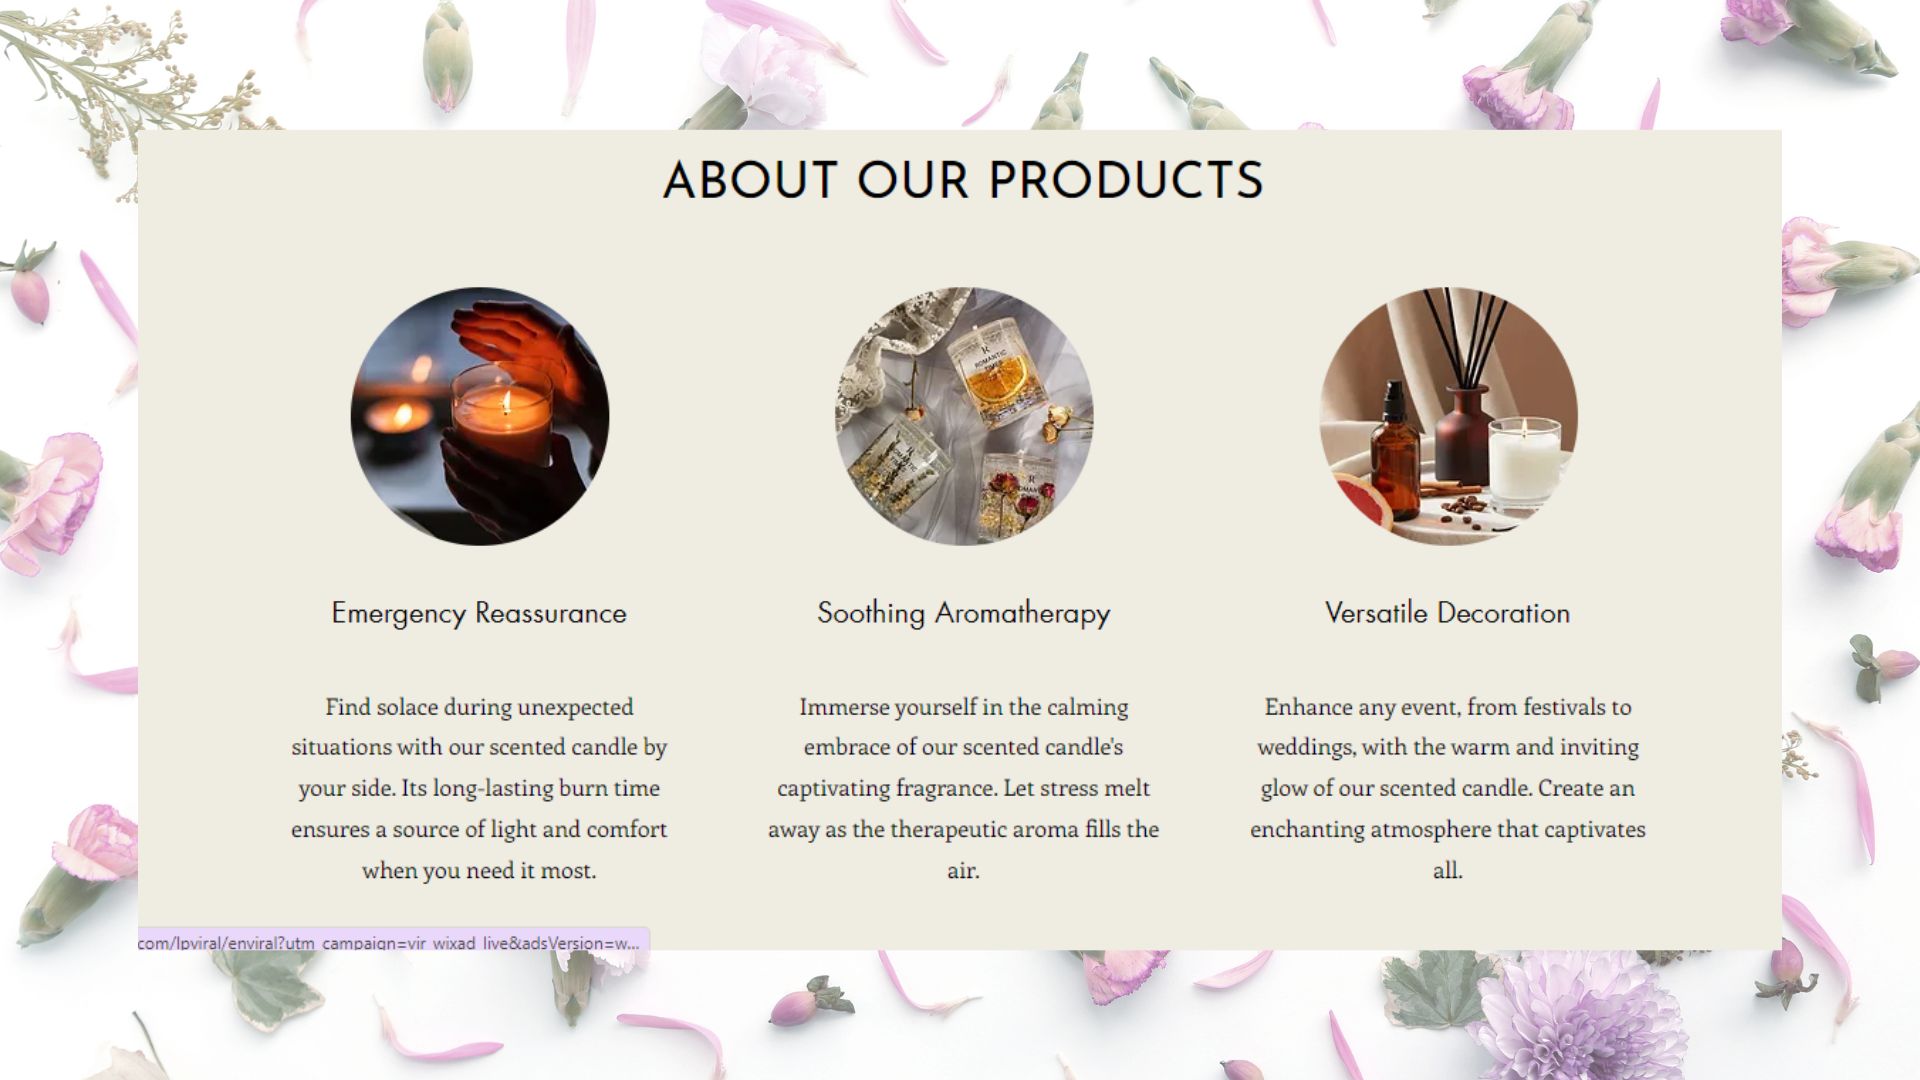 ABOUT OUR PRODUCTS
R
ROMANTIC
TIMES
R
ROMANTIC
R
Emergency Reassurance
Soothing Aromatherapy
Versatile Decoration
Find solace during unexpected
situations with our scented candle by
your side. Its long-lasting burn time
ensures a source of light and comfort
when you need it most.
Immerse yourself in the calming
embrace of our scented candle's
captivating fragrance. Let stress melt
away as the therapeutic aroma fills the
air.
Enhance any event, from festivals to
weddings, with the warm and inviting
glow of our scented candle. Create an
enchanting atmosphere that captivates
all.
com/lpviral/enviral?utm_campaign=vir_wixad_live&adsVersion=w...